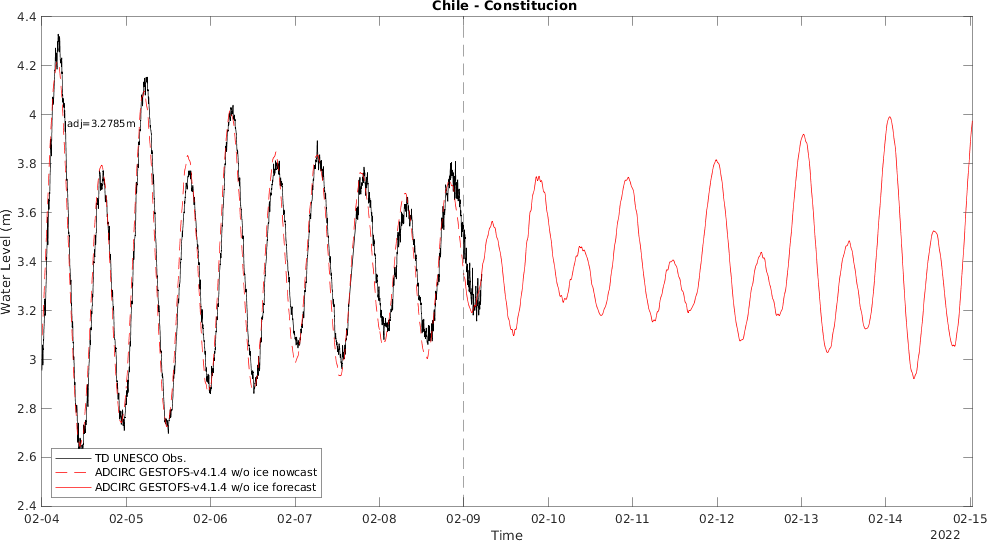 Chile - Constitucion
4.4
4.2
4
3.8
3.6
3.4
3.2
3
2.8
2.6
2.4
Water Level (m)
adj=3.2785m
TD UNESCO Obs.
ADCIRC GESTOFS-v4.1.4 w/o ice nowcast
ADCIRC GESTOFS-v4.1.4 w/o ice forecast
02-04 02-05 02-06 02-07 02-08 02-09 02-10 02-11 02-12 02-13 02-14 02-15
Time
2022